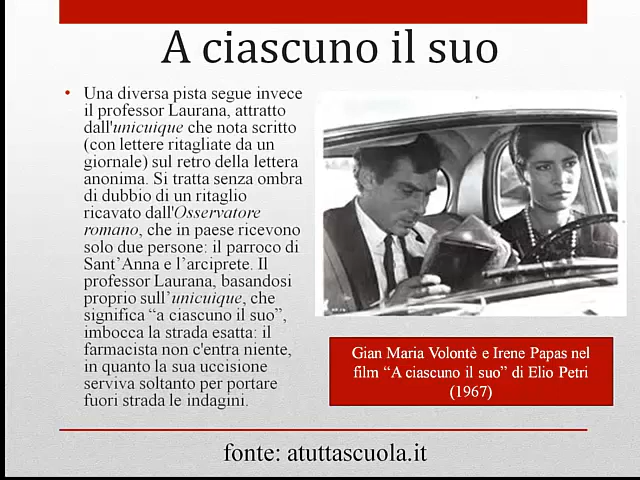 A ciascuno il suo
• Una diversa pista segue invece
il professor Laurana, attratto
dall'unicuique che nota scritto
(con lettere ritagliate da un
giornale) sul retro della lettera
anonima. Si tratta senza ombra
di dubbio di un ritaglio
ricavato dall'Osservatore
romano, che in paese ricevono
solo due persone: il parroco di
Sant’Anna e l’arciprete. Il
professor Laurana, basandosi
proprio sull’unicuique, che
significa “a ciascuno il suo”,
imbocca la strada esatta: il
farmacista non c'entra niente,
in quanto la sua uccisione
serviva soltanto per portare
fuori strada le indagini.
Gian Maria Volontè e Irene Papas nel
film “A ciascuno il suo” di Elio Petri
(1967)
fonte: atuttascuola.it